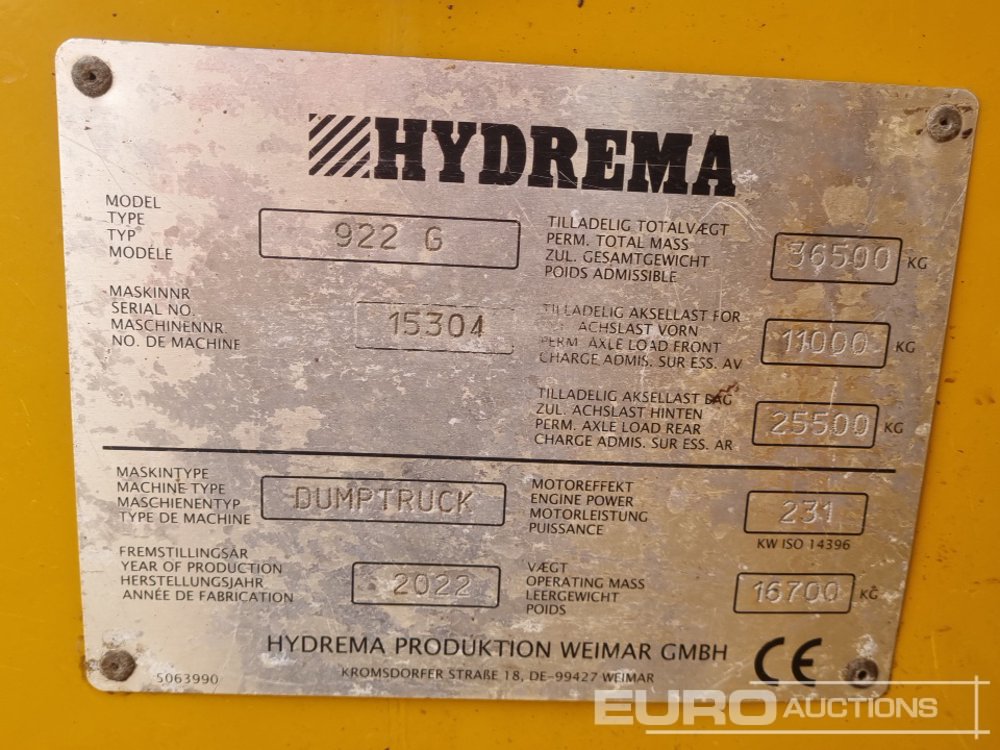 HYDREMA
MODEL
TYPE
TYP
MODÉLE
922 G
MASKINNR
SERIAL NO.
MASCHINENNR.
NO. DE MACHINE
15304
TILLADELIG TOTALVÆGT
PERM. TOTAL MASS
ZUL. GESAMTGEWICHT
POIDS ADMISSIBLE
36500 KG
TILLADELIG AKSELLAST FOR
ACHSLAST VORN
PERM. AXLE LOAD FRONT
CHARGE ADMIS. SUR ESS. AV
11000 KG
TILLADELIG AKSELLAST BAG
ZUL. ACHSLAST HINTEN
PERM. AXLE LOAD REAR
CHARGE ADMIS. SUR ESS. AR
25500 KG
MASKINTYPE
MACHINE TYPE
MASCHIENENTYP
TYPE DE MACHINE
DUMPTRUCK
FREMSTILLINGSÅR
YEAR OF PRODUCTION
HERSTELLUNGSJAHR
ANNÉE DE FABRICATION
2022
MOTOREFFEKT
ENGINE POWER
MOTORLEISTUNG
PUISSANCE
231
KW ISO 14396
VÆGT
OPERATING MASS
LEERGEWICHT
POIDS
16700 KG
HYDREMA PRODUKTION WEIMAR GMBH
KROMSDORFER STRAßE 18, DE-99427 WEIMAR
5063990
CE
EURO AUCTIONS